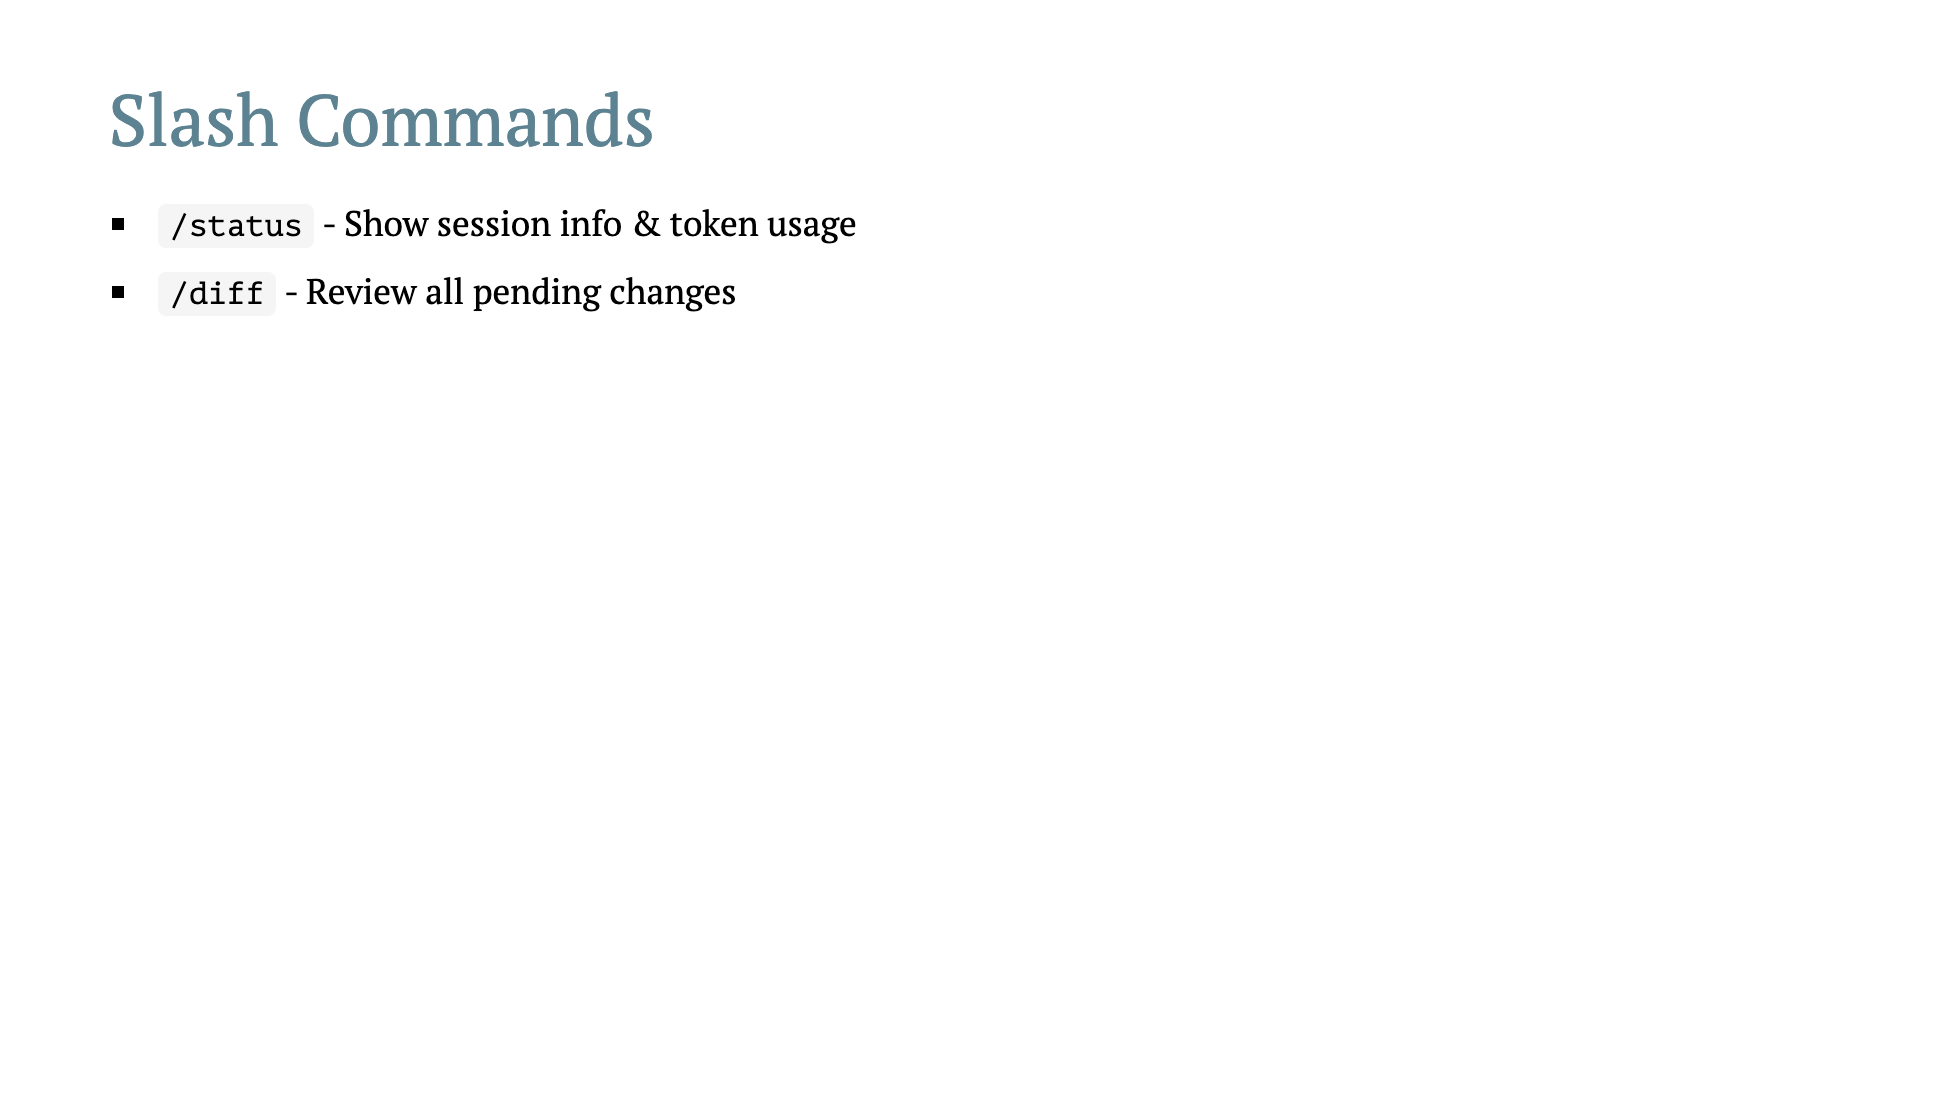 Slash Commands
/status - Show session info & token usage
/diff - Review all pending changes